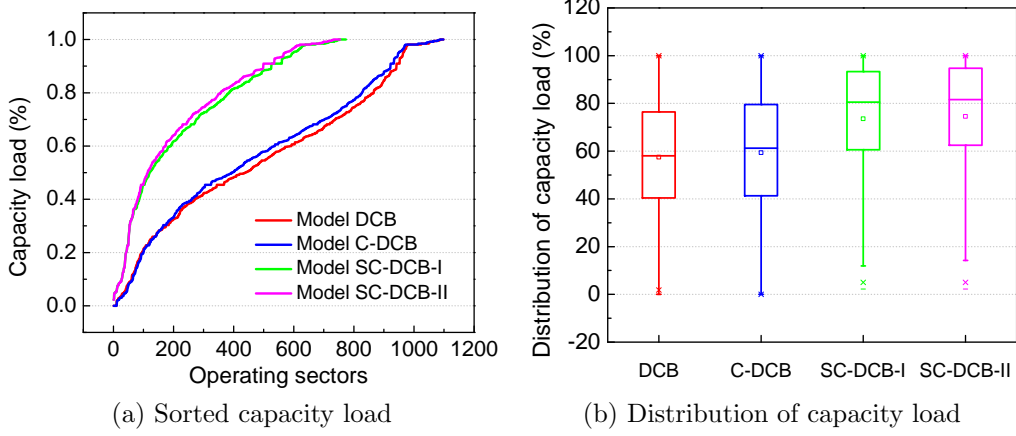 1.0
0.8
0.6
0.4
0.2
0.0
Capacity load (%)
Model DCB
Model C-DCB
Model SC-DCB-I
Model SC-DCB-II
0 200 400 600 800 1000 1200
Operating sectors
(a) Sorted capacity load
120
100
80
60
40
20
0
-20
Distribution of capacity load (%)
DCB C-DCB SC-DCB-I SC-DCB-II
(b) Distribution of capacity load